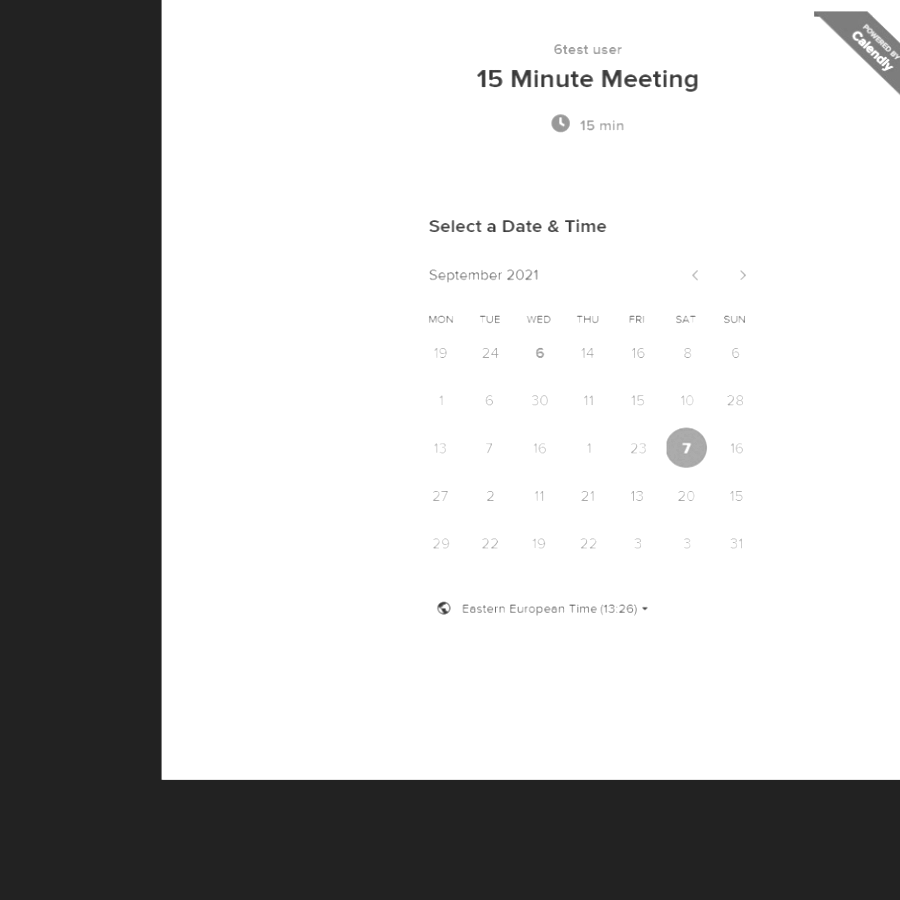 POWERED BY
Calendly
6test user
15 Minute Meeting
15 min
Select a Date & Time
September 2021
MON TUE WED THU FRI SAT SUN
19 24 6 14 16 8 6
1 6 30 11 15 10 28
13 7 16 1 23 7 16
27 2 11 21 13 20 15
29 22 19 22 3 3 31
Eastern European Time (13:26)